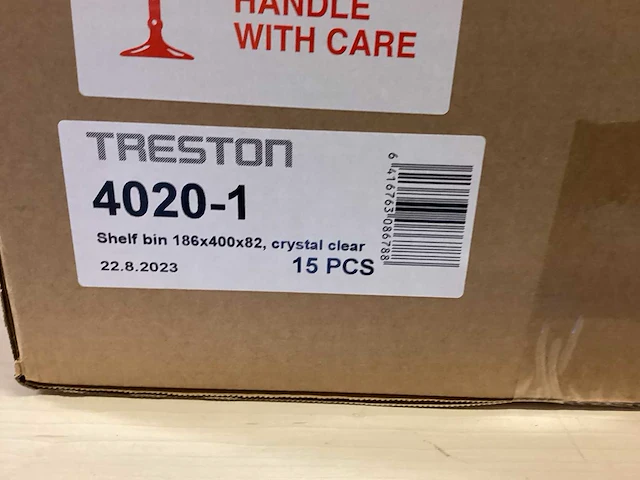 HANDLE
WITH CARE
TRESTON
4020-1
Shelf bin 186x400x82, crystal clear
22.8.2023 15 PCS
6 416763 086788